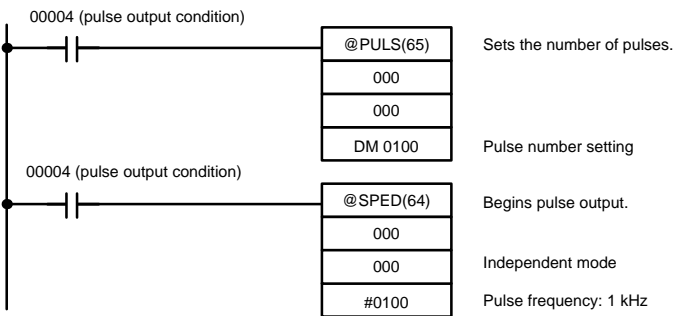 00004 (pulse output condition)
@PULS(65) Sets the number of pulses.
000
000
DM 0100 Pulse number setting
00004 (pulse output condition)
@SPED(64) Begins pulse output.
000
000 Independent mode
#0100 Pulse frequency: 1 kHz